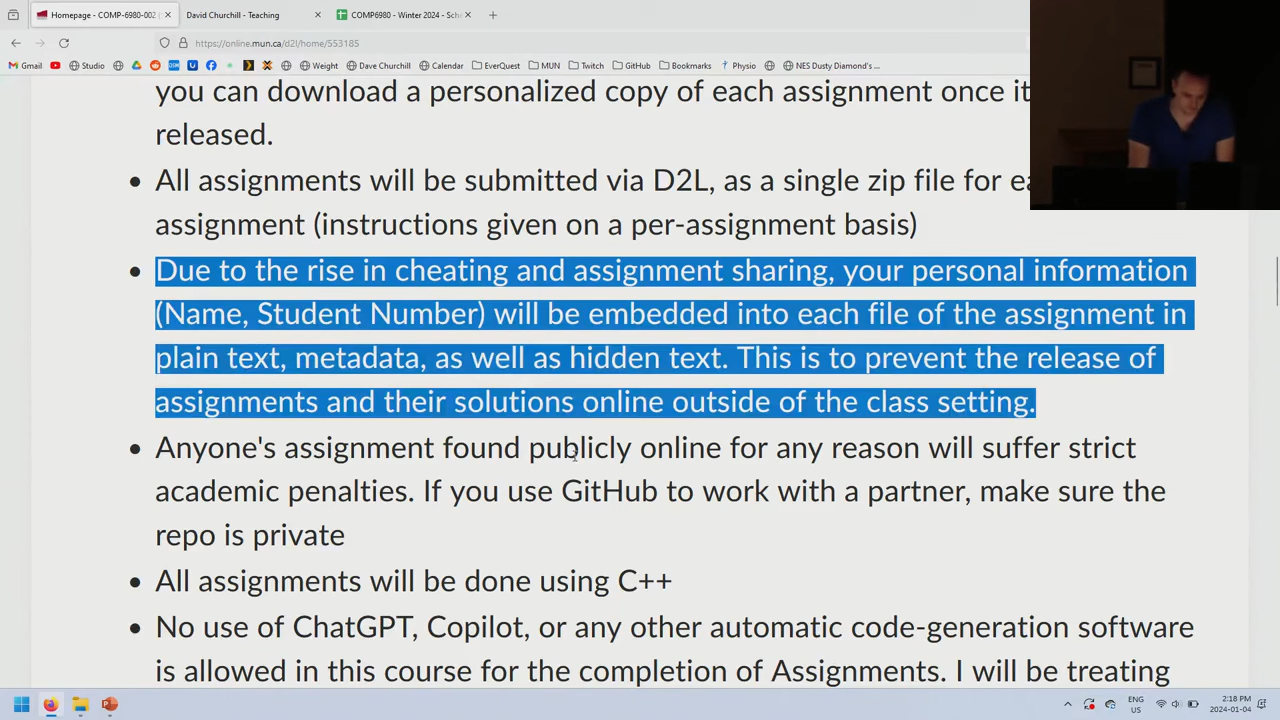 Homepage - COMP-6980-002 (
David Churchill - Teaching
COMP6980 - Winter 2024 - Sche
https://online.mun.ca/d2l/home/553185
Gmail
Studio
Weight
Dave Churchill
Calendar
EverQuest
MUN
Twitch
GitHub
Bookmarks
Physio
NES Dusty Diamond's ...
you can download a personalized copy of each assignment once it
released.
• All assignments will be submitted via D2L, as a single zip file for ea
assignment (instructions given on a per-assignment basis)
• Due to the rise in cheating and assignment sharing, your personal information
(Name, Student Number) will be embedded into each file of the assignment in
plain text, metadata, as well as hidden text. This is to prevent the release of
assignments and their solutions online outside of the class setting.
• Anyone's assignment found publicly online for any reason will suffer strict
academic penalties. If you use GitHub to work with a partner, make sure the
repo is private
• All assignments will be done using C++
• No use of ChatGPT, Copilot, or any other automatic code-generation software
is allowed in this course for the completion of Assignments. I will be treating
ENG
US
2:18 PM
2024-01-04